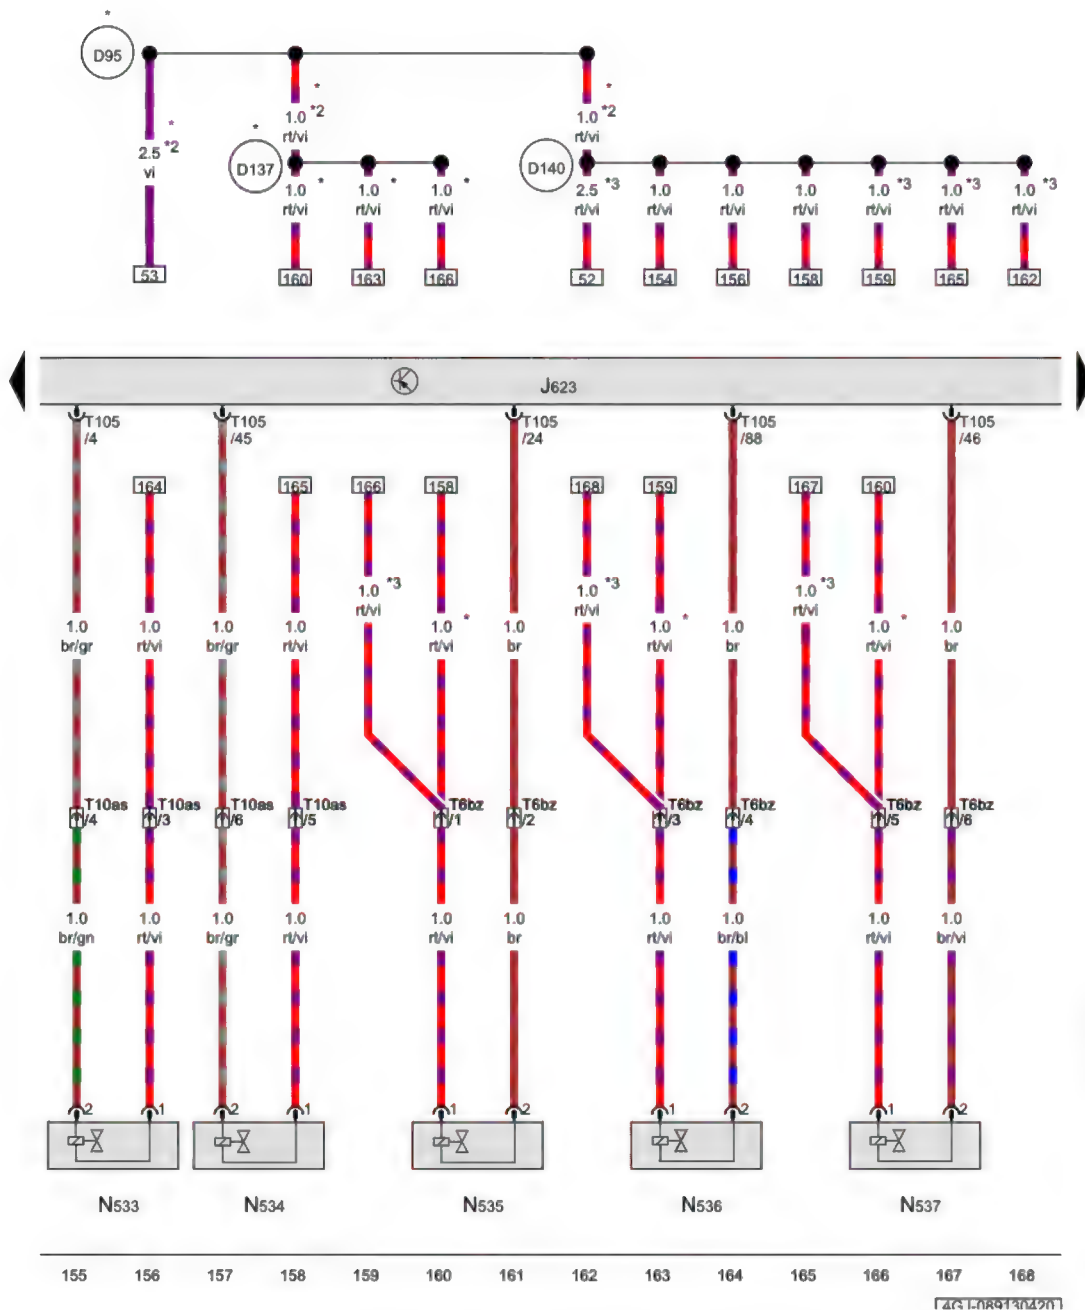 *
D95
* * *
2.5 *2
vi
1.0 *2
rt/vi
1.0 *2
rt/vi
*
D137
D140
1.0 *
rt/vi
1.0 *
rt/vi
1.0 *
rt/vi
2.5 *3
rt/vi
1.0
rt/vi
1.0
rt/vi
1.0
rt/vi
1.0 *3
rt/vi
1.0 *3
rt/vi
1.0 *3
rt/vi
53 160 163 166 52 154 156 158 159 165 162
J623
T105
/4
T105
/45
T105
/24
T105
/88
T105
/46
164 165 166 158 168 159 167 160
1.0 *3
rt/vi
1.0 *3
rt/vi
1.0 *3
rt/vi
1.0
br/gr
1.0
rt/vi
1.0
br/gr
1.0
rt/vi
1.0
rt/vi *
1.0
br
1.0
rt/vi *
1.0
br
1.0
rt/vi *
1.0
br
T10as
/4
T10as
/3
T10as
/6
T10as
/5
T6bz
/1
T6bz
/2
T6bz
/3
T6bz
/4
T6bz
/5
T6bz
/6
1.0
br/gn
1.0
rt/vi
1.0
br/gr
1.0
rt/vi
1.0
rt/vi
1.0
br
1.0
rt/vi
1.0
br/bl
1.0
rt/vi
1.0
br/vi
2 1 2 1 1 2 1 2 1 2
N533 N534 N535 N536 N537
155 156 157 158 159 160 161 162 163 164 165 166 167 168